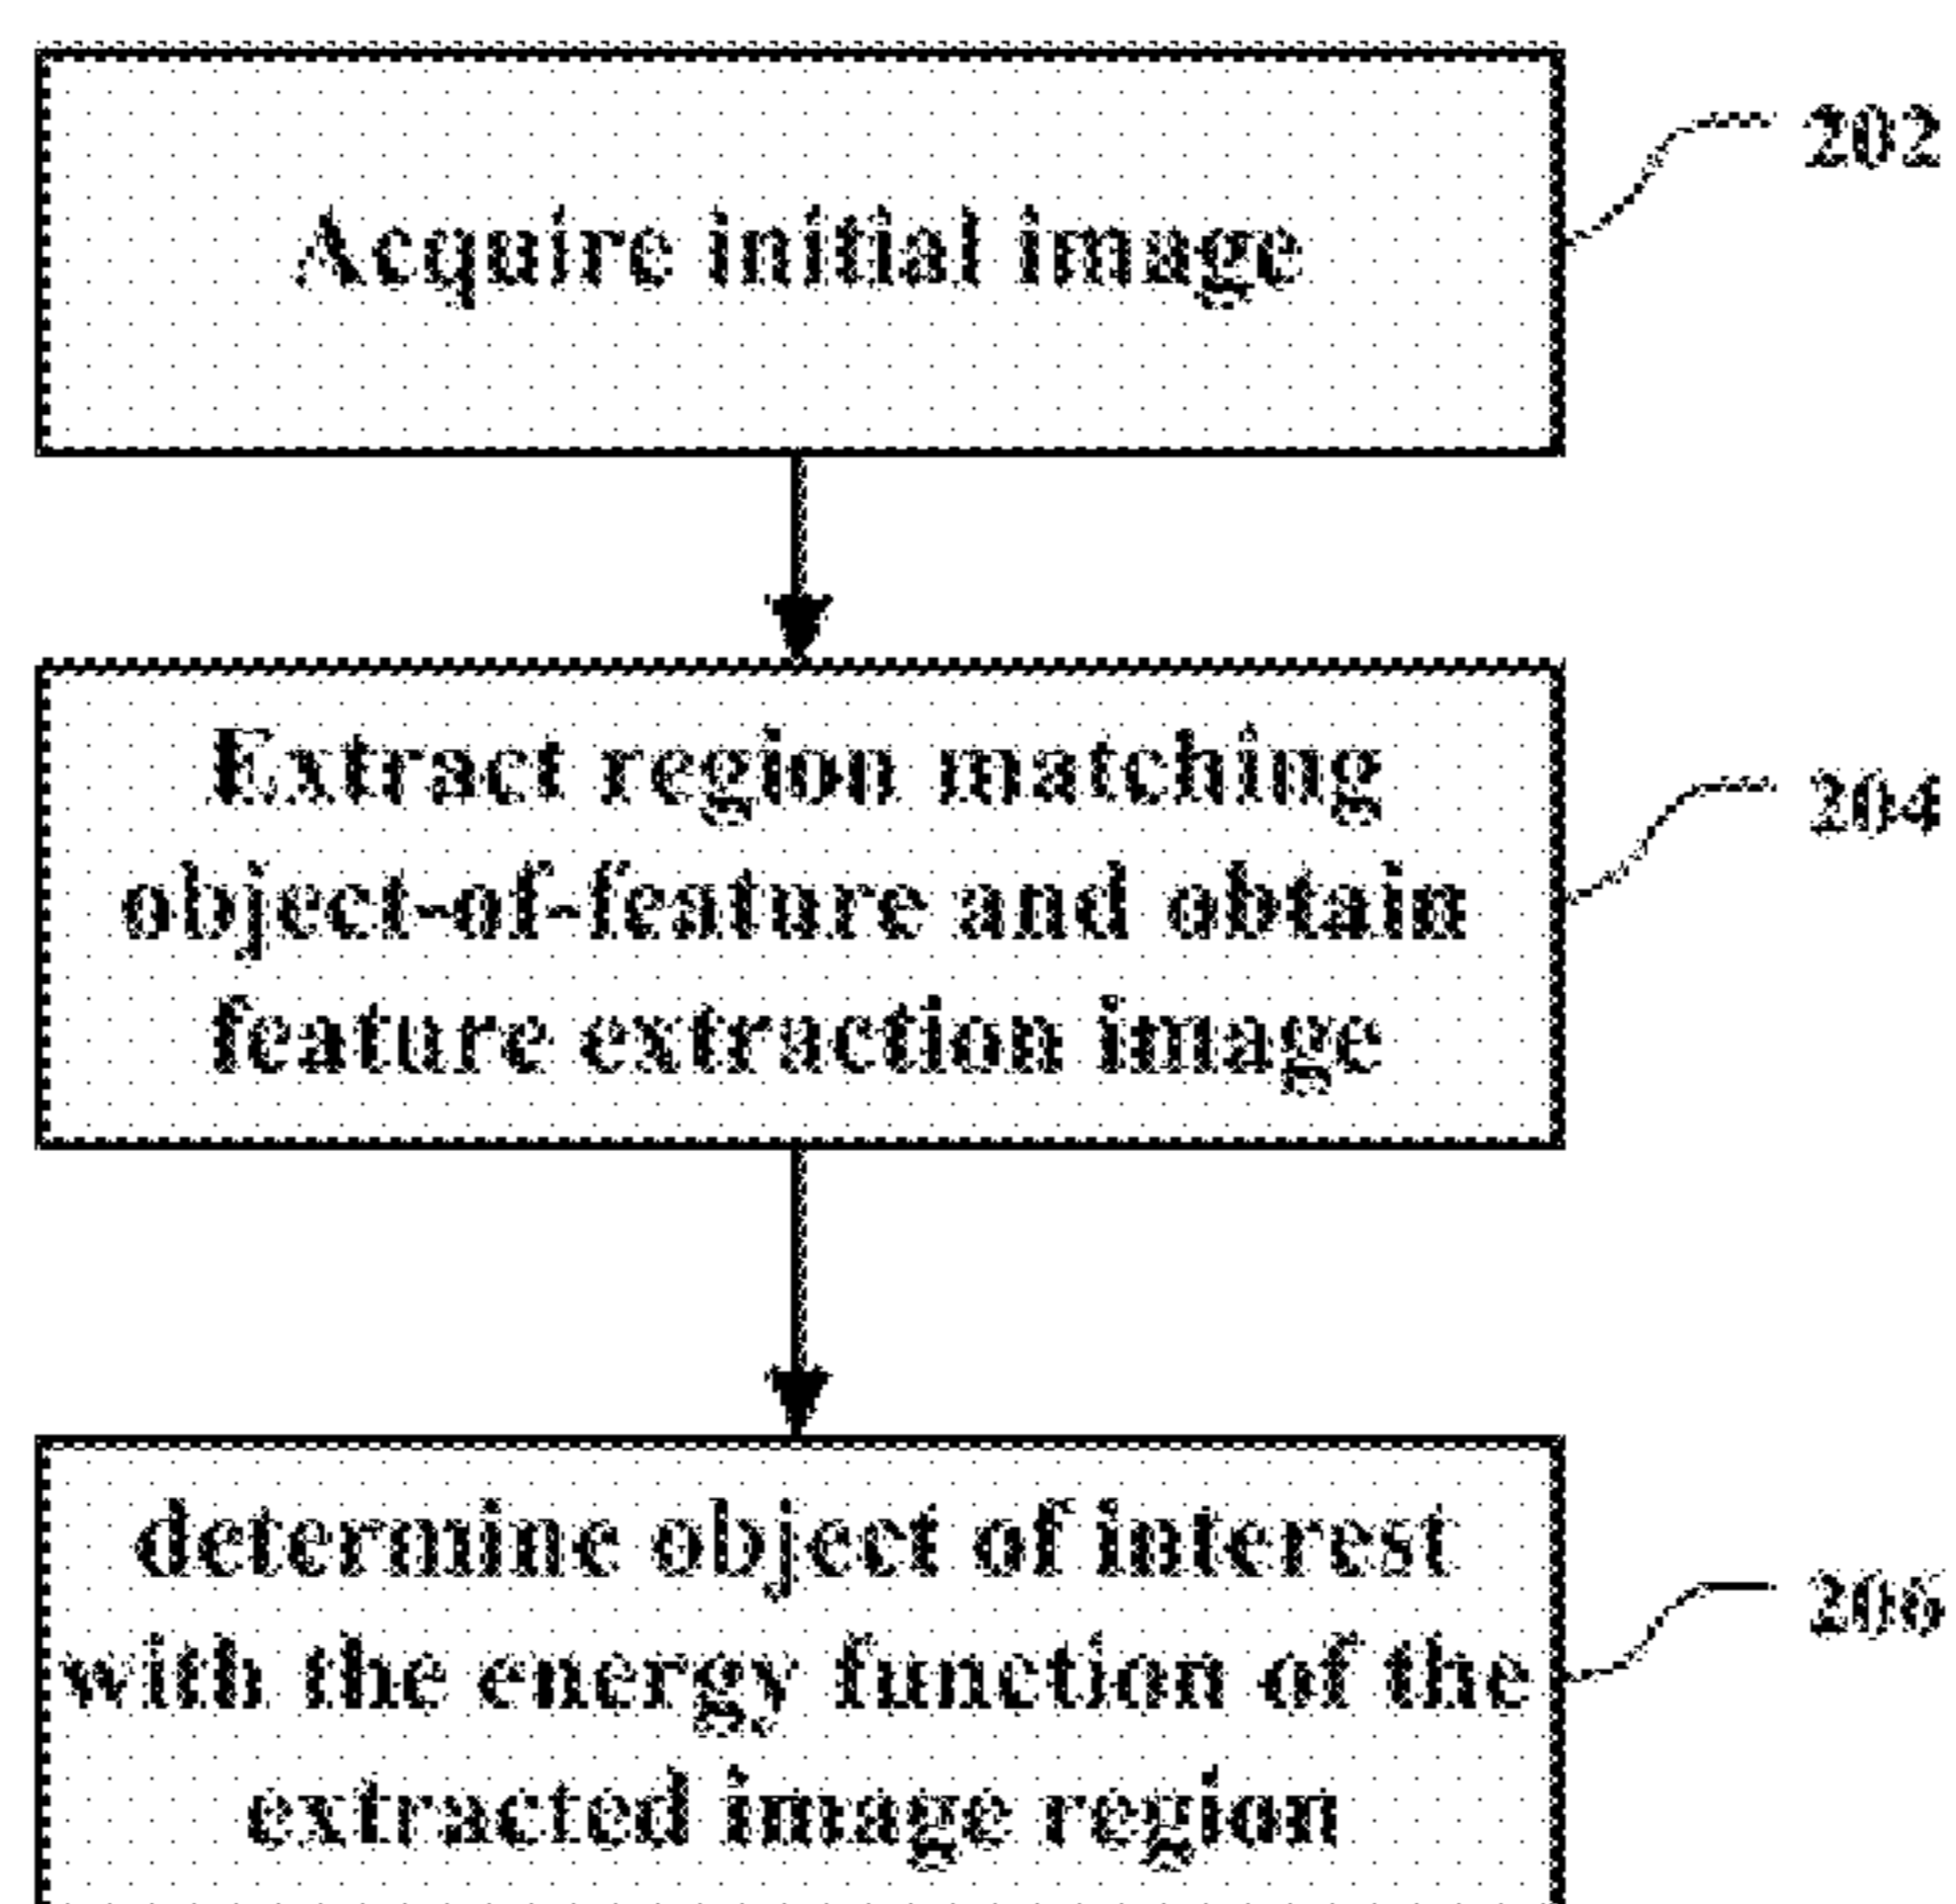 Acquire initial image
202
Extract region matching
object-of-feature and obtain
feature extraction image
204
determine object of interest
with the energy function of the
extracted image region
206